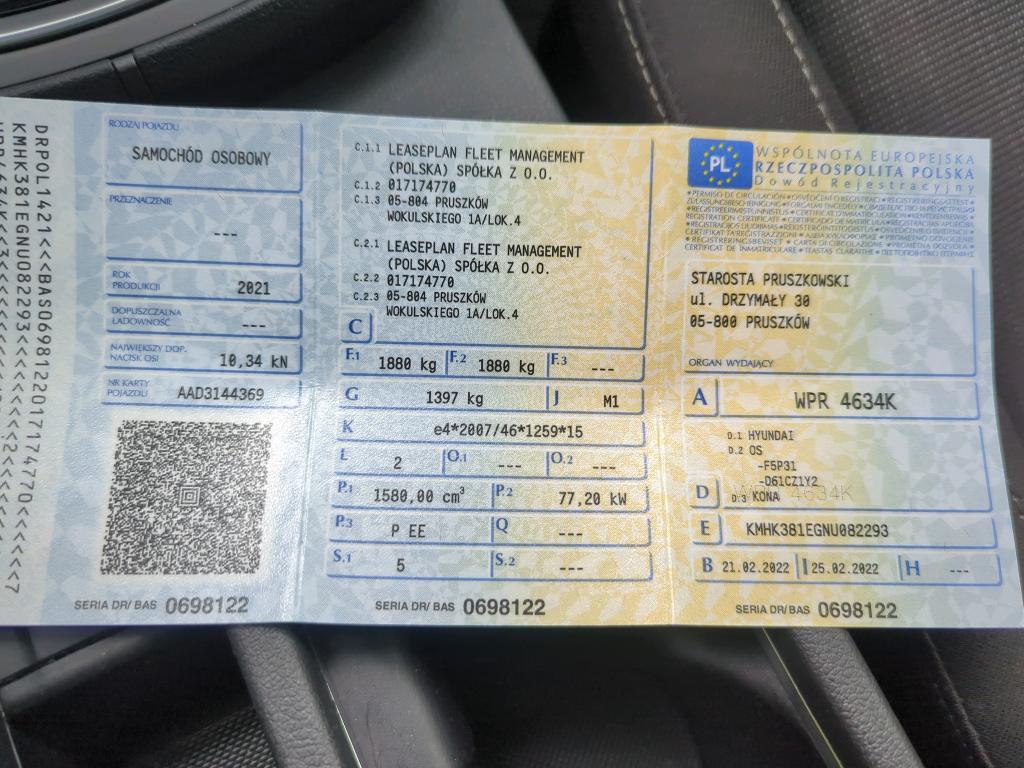 DRPOL1421<<BAS0698122017174770<<<<<<7
RODZAJ POJAZDU
SAMOCHÓD OSOBOWY
PRZEZNACZENIE
---
ROK
PRODUKCJI
2021
DOPUSZCZALNA
ŁADOWNOŚĆ
---
NAJWIĘKSZY DOP.
NACISK OSI
10,34 kN
NR KARTY
POJAZDU
AAD3144369
SERIA DR/ BAS 0698122
C.1.1 LEASEPLAN FLEET MANAGEMENT
(POLSKA) SPÓŁKA Z O.O.
C.1.2 017174770
C.1.3 05-804 PRUSZKÓW
WOKULSKIEGO 1A/LOK.4
C.2.1 LEASEPLAN FLEET MANAGEMENT
(POLSKA) SPÓŁKA Z O.O.
C.2.2 017174770
C.2.3 05-804 PRUSZKÓW
WOKULSKIEGO 1A/LOK.4
C
F.1 1880 kg F.2 1880 kg F.3 ---
G 1397 kg J M1
K e4*2007/46*1259*15
L 2 O.1 --- O.2 ---
P.1 1580,00 cm³ P.2 77,20 kW
P.3 P EE Q ---
S.1 5 S.2 ---
SERIA DR/ BAS 0698122
PL
WSPÓLNOTA EUROPEJSKA
RZECZPOSPOLITA POLSKA
Dowód Rejestracyjny
STAROSTA PRUSZKOWSKI
ul. DRZYMAŁY 30
05-800 PRUSZKÓW
ORGAN WYDAJĄCY
A WPR 4634K
D.1 HYUNDAI
D.2 OS
-F5P31
-D61CZ1Y2
D D.3 KONA WPR 4634K
E KMHK381EGNU082293
B 21.02.2022 I 25.02.2022 H ---
SERIA DR/ BAS 0698122